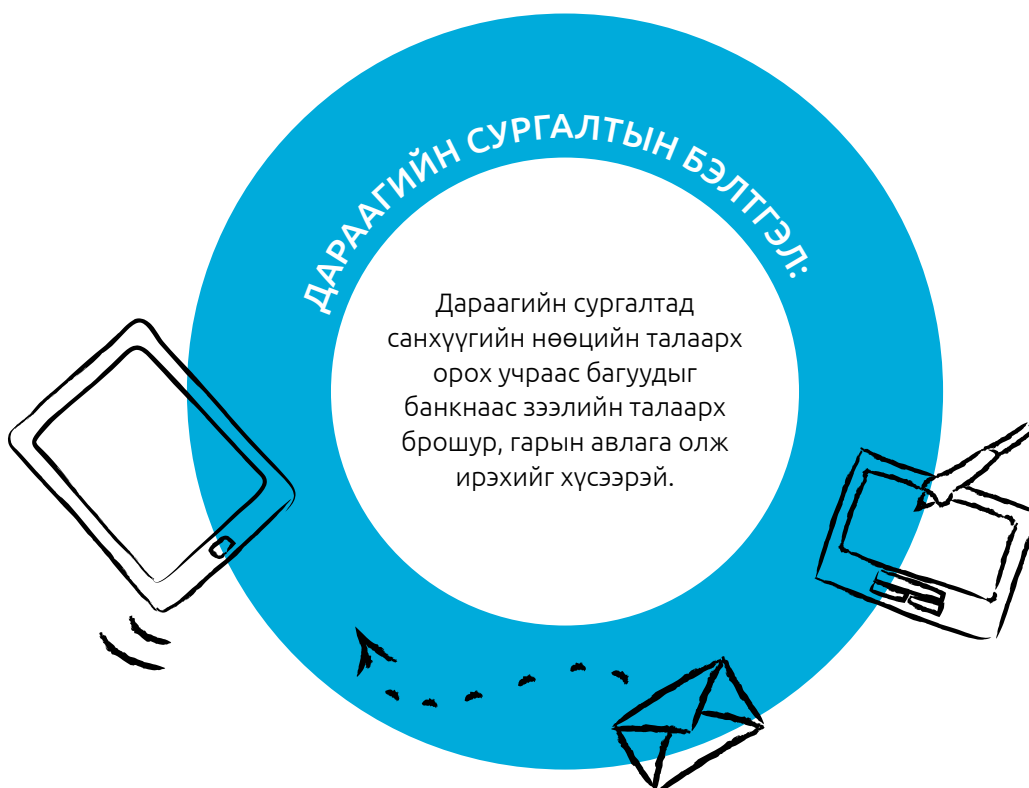 ДАРААГИЙН СУРГАЛТЫН БЭЛТГЭЛ:
Дараагийн сургалтад
санхүүгийн нөөцийн талаарх
орох учраас багуудыг
банкнаас зээлийн талаарх
брошур, гарын авлага олж
ирэхийг хүсээрэй.